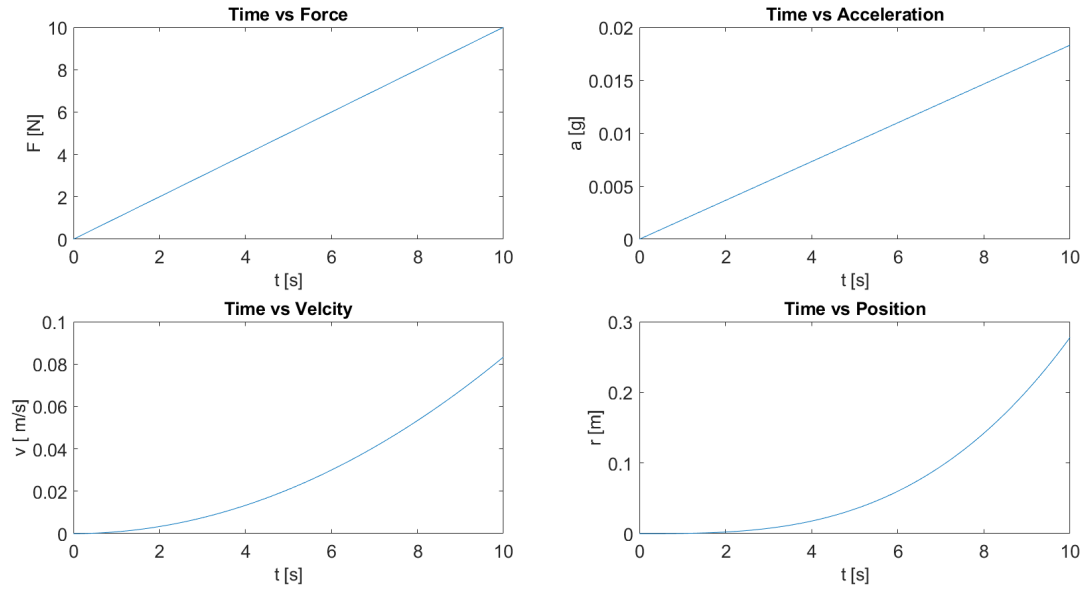 Time vs Force
10
8
6
4
2
0
F [N]
0 2 4 6 8 10
t [s]
Time vs Acceleration
0.02
0.015
0.01
0.005
0
a [g]
0 2 4 6 8 10
t [s]
Time vs Velcity
0.1
0.08
0.06
0.04
0.02
0
v [ m/s]
0 2 4 6 8 10
t [s]
Time vs Position
0.3
0.2
0.1
0
r [m]
0 2 4 6 8 10
t [s]